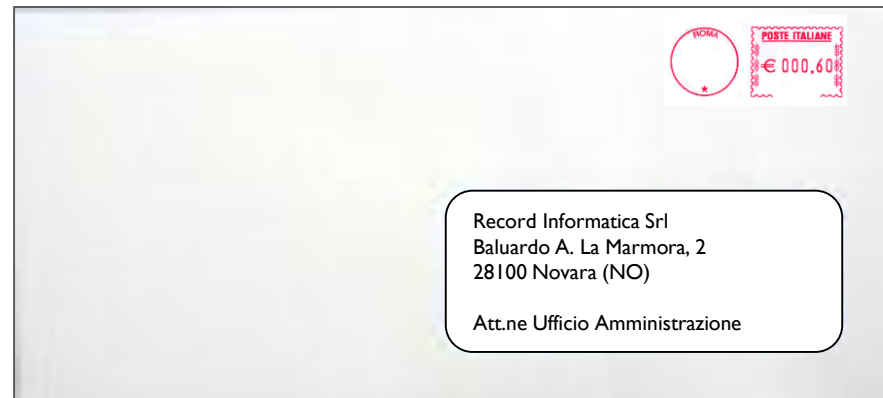 ROMA
POSTE ITALIANE
€ 000,60
Record Informatica Srl
Baluardo A. La Marmora, 2
28100 Novara (NO)
Att.ne Ufficio Amministrazione